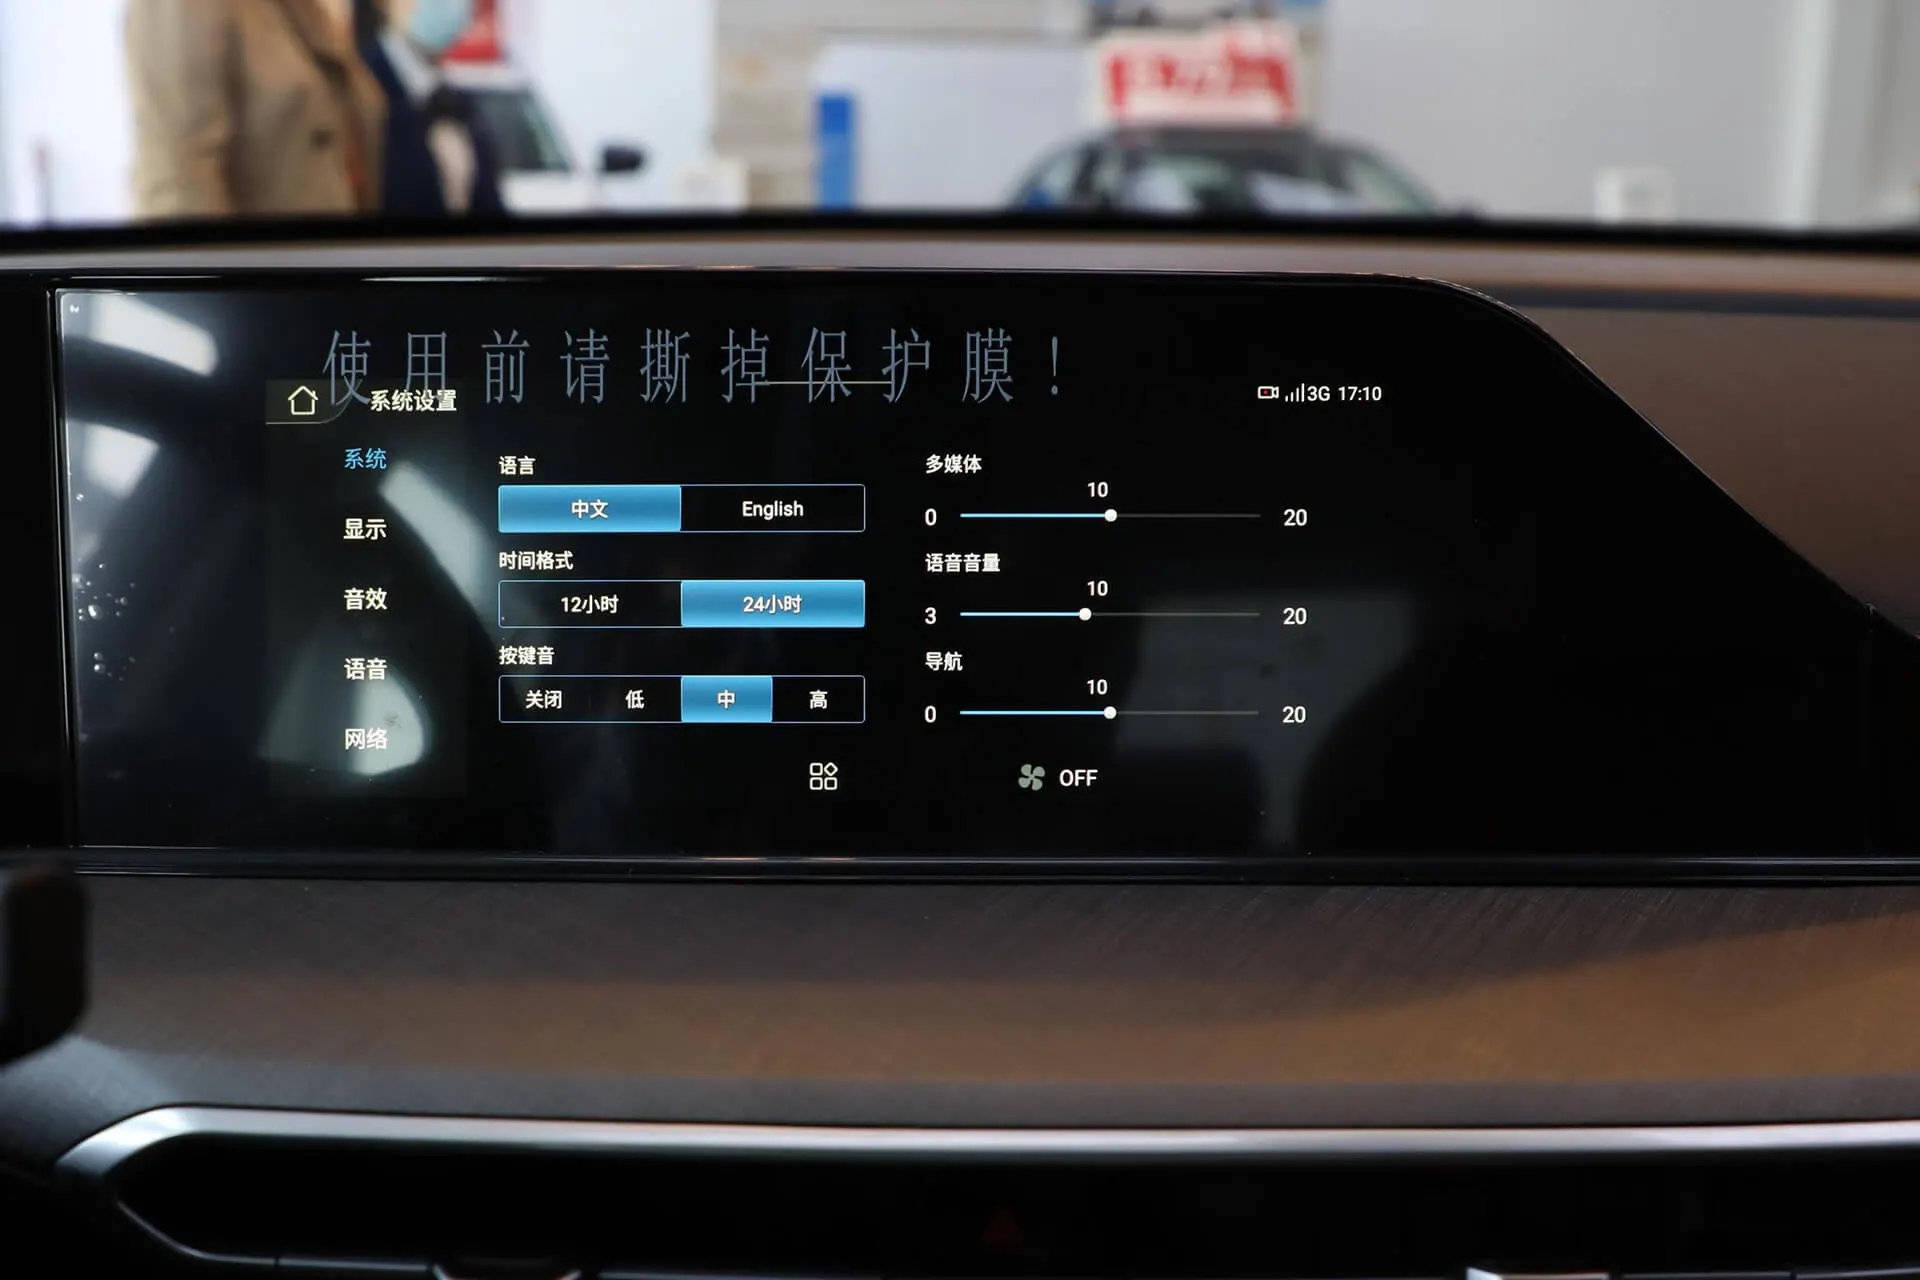 使用前请撕掉保护膜！
系统设置
3G 17:10
系统
显示
音效
语音
网络
语言
中文 English
时间格式
12小时 24小时
按键音
关闭 低 中 高
多媒体
10
0 20
语音音量
10
3 20
导航
10
0 20
OFF